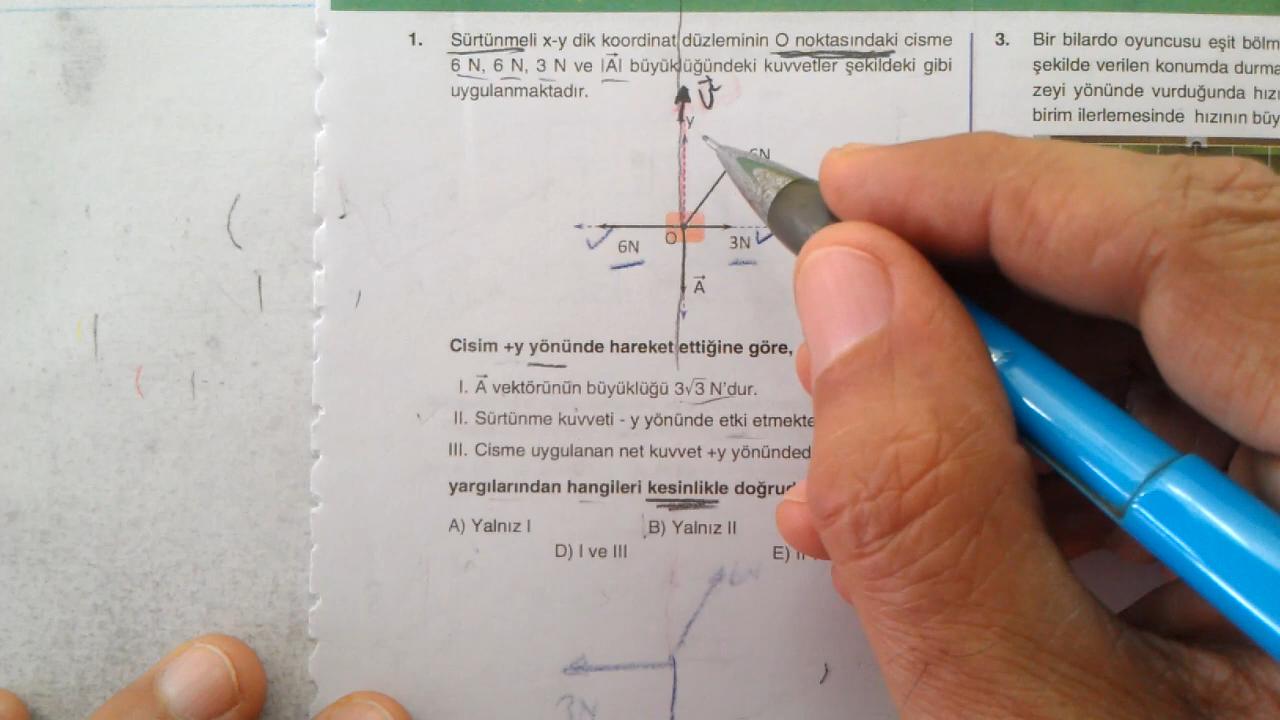 1. Sürtünmeli x-y dik koordinat düzleminin O noktasındaki cisme
6 N, 6 N, 3 N ve |A| büyüklüğündeki kuvvetler şekildeki gibi
uygulanmaktadır.
v
y
6N
6N
O
3N
A
Cisim +y yönünde hareket ettiğine göre,
I. A vektörünün büyüklüğü 3√3 N'dur.
II. Sürtünme kuvveti - y yönünde etki etmekte
III. Cisme uygulanan net kuvvet +y yönünded
yargılarından hangileri kesinlikle doğrud
A) Yalnız I
B) Yalnız II
D) I ve III
E)
6N
3N
3. Bir bilardo oyuncusu eşit bölm
şekilde verilen konumda durma
zeyi yönünde vurduğunda hızı
birim ilerlemesinde hızının büy